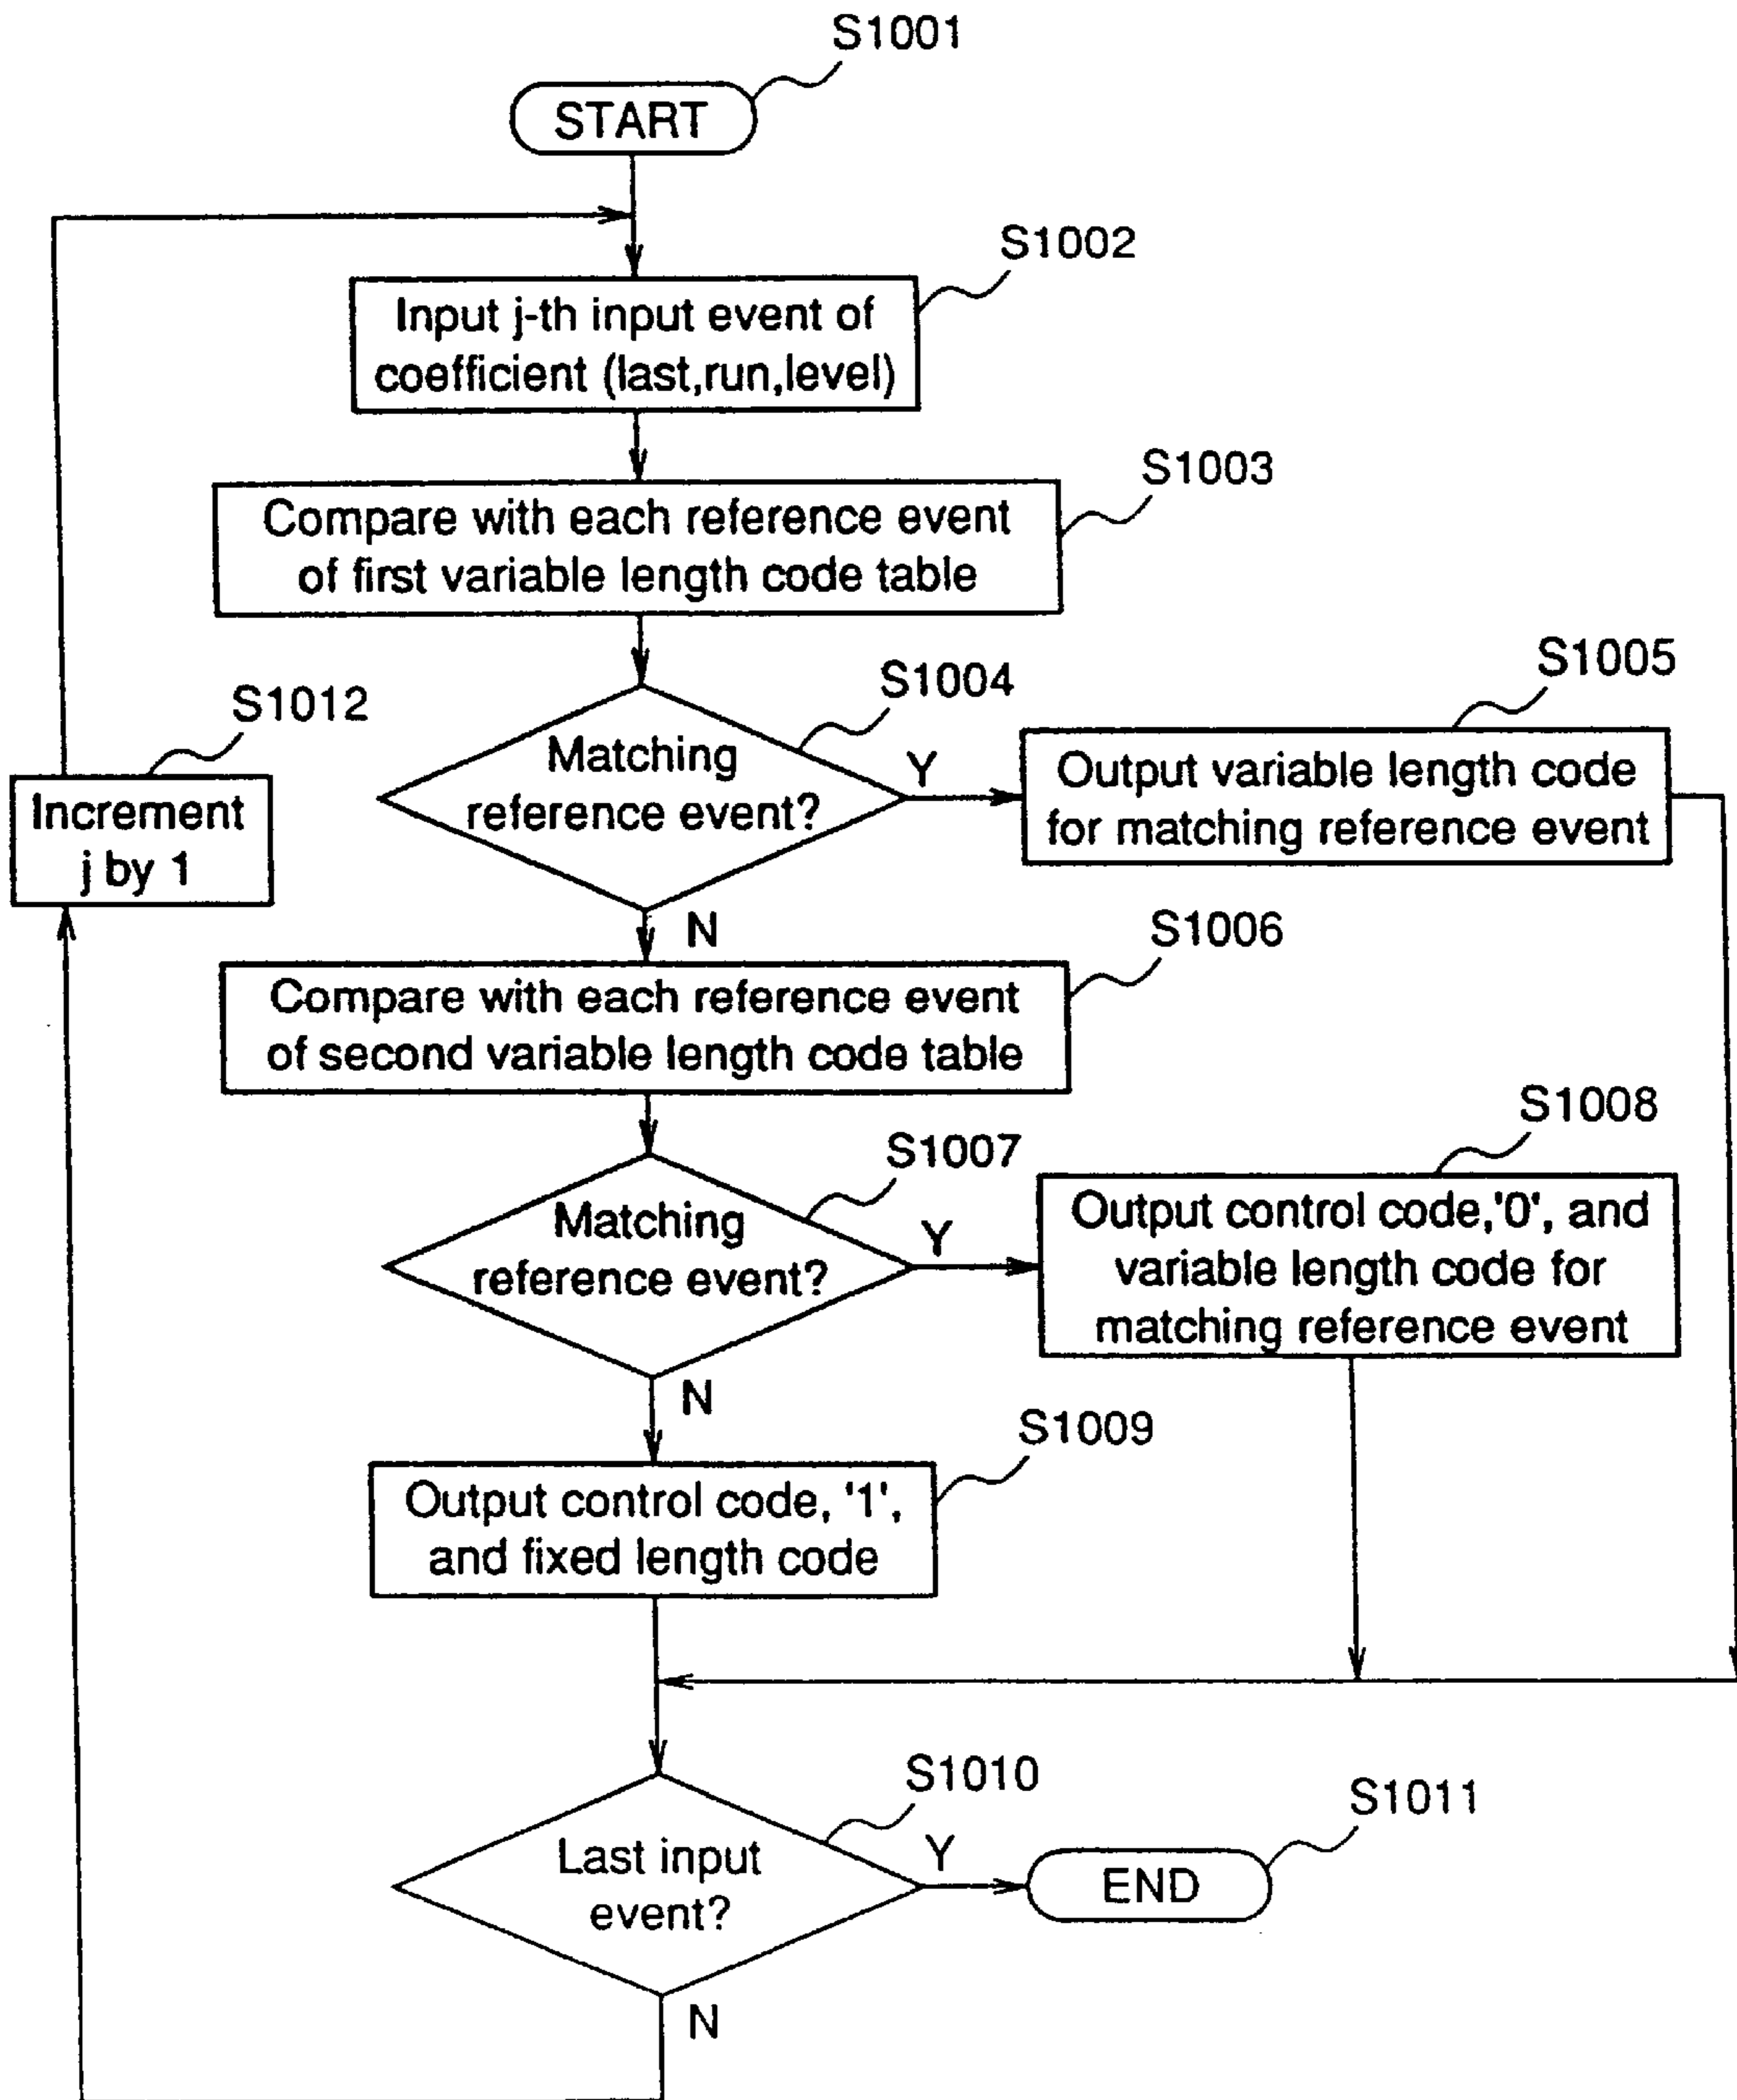 S1001
START
S1002
Input j-th input event of
coefficient (last,run,level)
S1003
Compare with each reference event
of first variable length code table
S1004
Matching
reference event?
Y
S1005
Output variable length code
for matching reference event
S1012
Increment
j by 1
N
S1006
Compare with each reference event
of second variable length code table
S1007
Matching
reference event?
Y
S1008
Output control code,'0', and
variable length code for
matching reference event
N
S1009
Output control code, '1',
and fixed length code
S1010
Last input
event?
Y
S1011
END
N